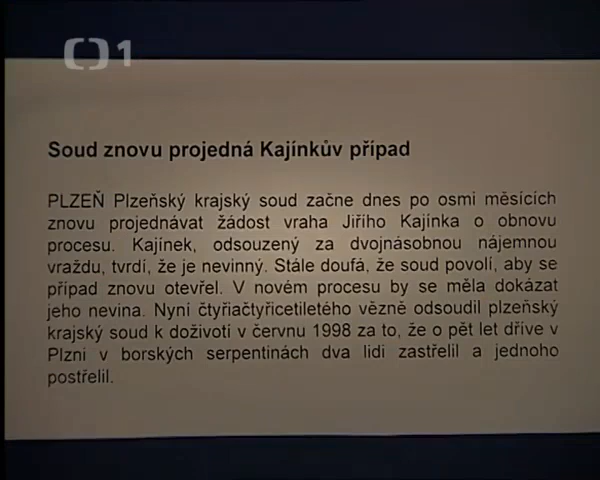 1
Soud znovu projedná Kajínkův případ
PLZEŇ Plzeňský krajský soud začne dnes po osmi měsících
znovu projednávat žádost vraha Jiřího Kajínka o obnovu
procesu. Kajínek, odsouzený za dvojnásobnou nájemnou
vraždu, tvrdí, že je nevinný. Stále doufá, že soud povolí, aby se
případ znovu otevřel. V novém procesu by se měla dokázat
jeho nevina. Nyní čtyřiačtyřicetiletého vězně odsoudil plzeňský
krajský soud k doživotí v červnu 1998 za to, že o pět let dříve v
Plzni v borských serpentinách dva lidi zastřelil a jednoho
postřelil.